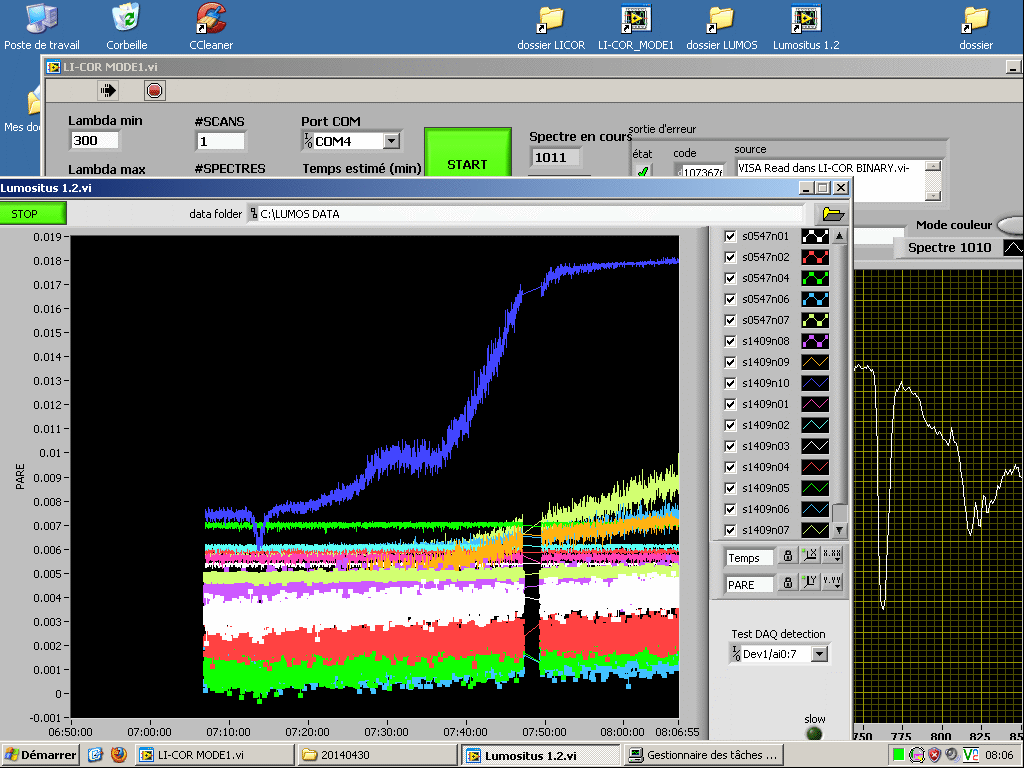 Poste de travail
Corbeille
CCleaner
dossier LICOR
LI-COR_MODE1
dossier LUMOS
Lumositus 1.2
dossier
Mes do
LI-COR MODE1.vi
Lambda min
300
#SCANS
1
Port COM
COM4
START
Spectre en cours
1011
sortie d'erreur
état
code
source
VISA Read dans LI-COR BINARY.vi-
Lambda max
#SPECTRES
Temps estimé (min)
Mode couleur
Spectre 1010
Lumositus 1.2.vi
STOP
data folder
C:\LUMOS DATA
0.019
0.018
0.017
0.016
0.015
0.014
0.013
0.012
0.011
0.01
0.009
0.008
0.007
0.006
0.005
0.004
0.003
0.002
0.001
0
-0.001
PARE
06:50:00
07:00:00
07:10:00
07:20:00
07:30:00
07:40:00
07:50:00
08:00:00
08:06:55
s0547n01
s0547n02
s0547n04
s0547n06
s0547n07
s1409n08
s1409n09
s1409n10
s1409n01
s1409n02
s1409n03
s1409n04
s1409n05
s1409n06
s1409n07
Temps
X.XX
PARE
Y.YY
Test DAQ detection
Dev1/ai0:7
slow
750
775
800
825
85
Démarrer
LI-COR MODE1.vi
20140430
Lumositus 1.2.vi
Gestionnaire des tâches ...
08:06